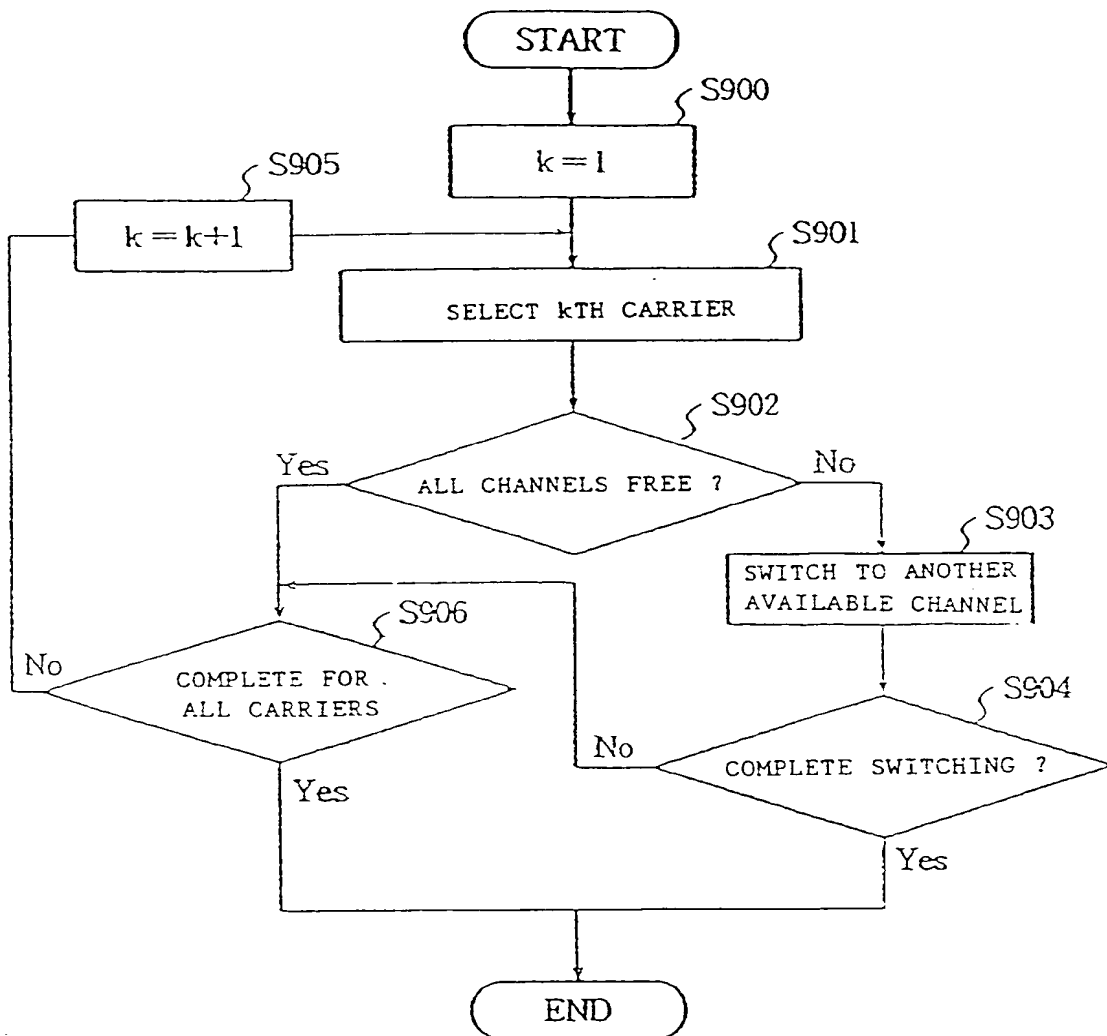 START
S900
k = 1
S905
k = k+1
S901
SELECT kTH CARRIER
S902
Yes
ALL CHANNELS FREE ?
No
S903
SWITCH TO ANOTHER
AVAILABLE CHANNEL
S906
No
COMPLETE FOR
ALL CARRIERS
Yes
S904
No
COMPLETE SWITCHING ?
Yes
END